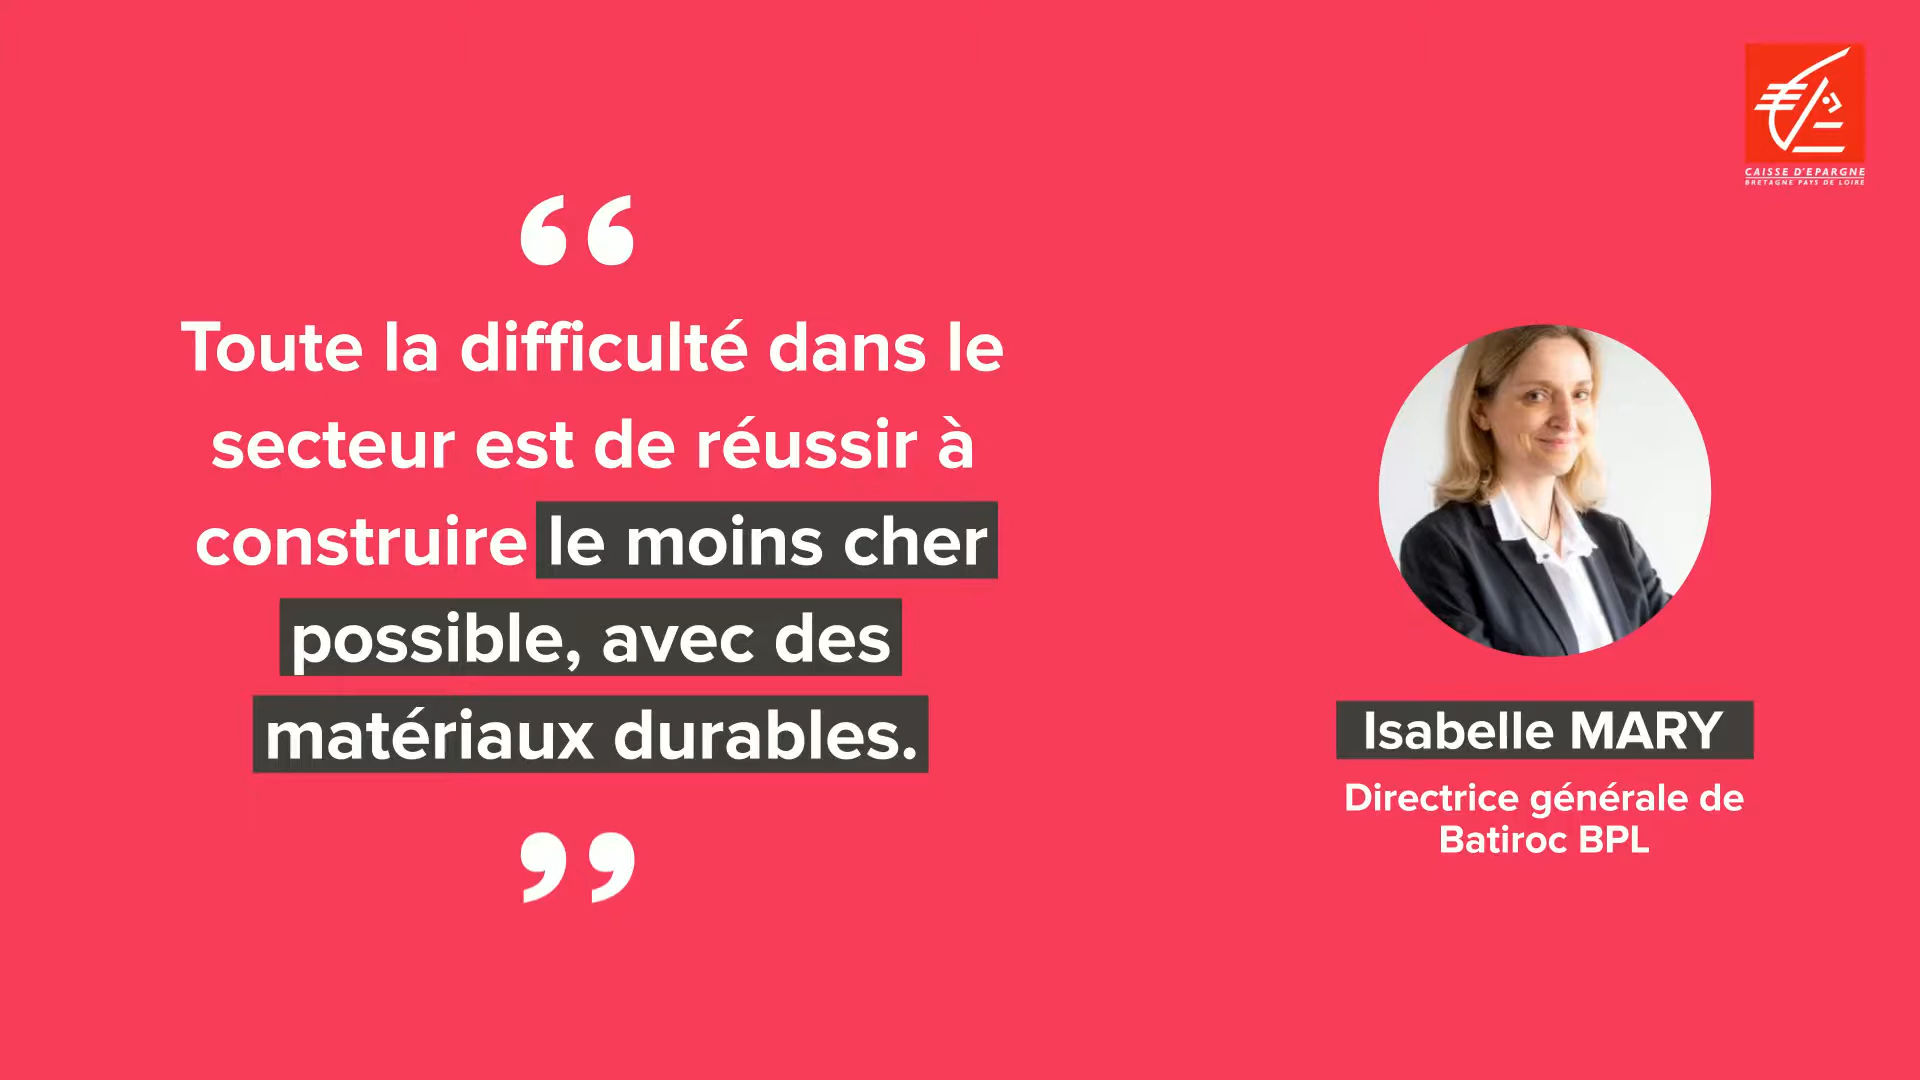 CAISSE D'EPARGNE
BRETAGNE PAYS DE LOIRE
“
Toute la difficulté dans le
secteur est de réussir à
construire le moins cher
possible, avec des
matériaux durables.
”
Isabelle MARY
Directrice générale de
Batiroc BPL